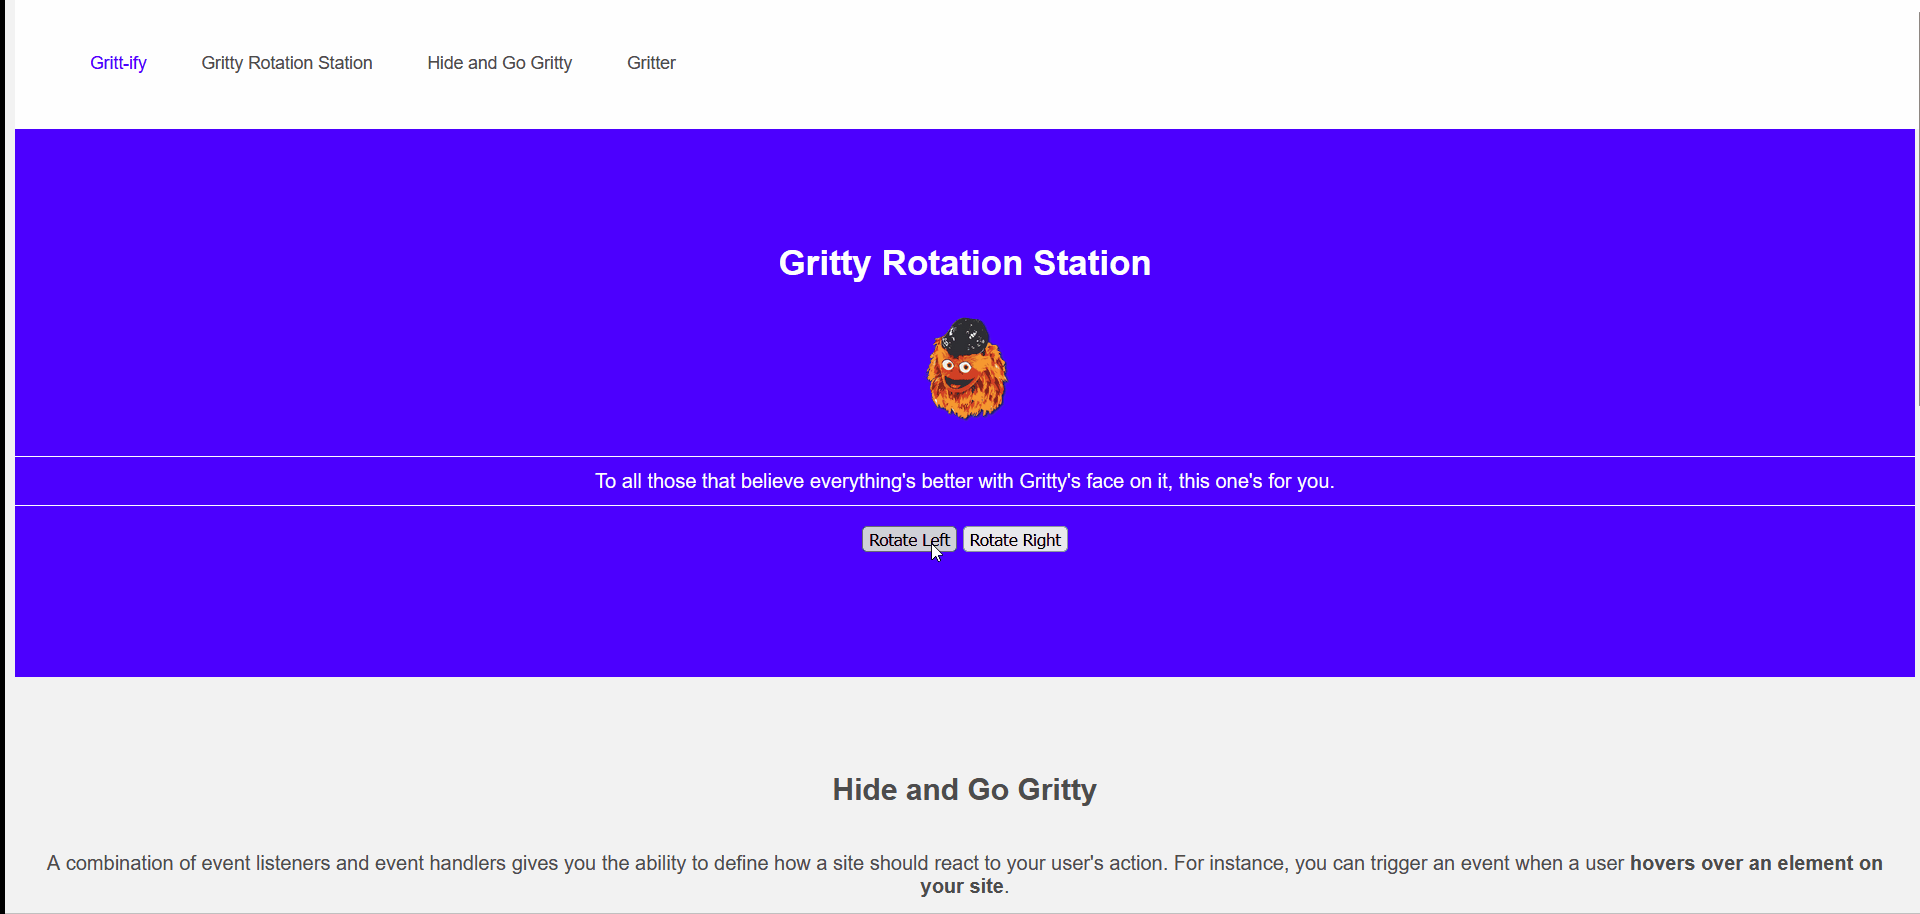 Gritt-ify Gritty Rotation Station Hide and Go Gritty Gritter
Gritty Rotation Station
To all those that believe everything's better with Gritty's face on it, this one's for you.
Rotate Left Rotate Right
Hide and Go Gritty
A combination of event listeners and event handlers gives you the ability to define how a site should react to your user's action. For instance, you can trigger an event when a user hovers over an element on
your site.